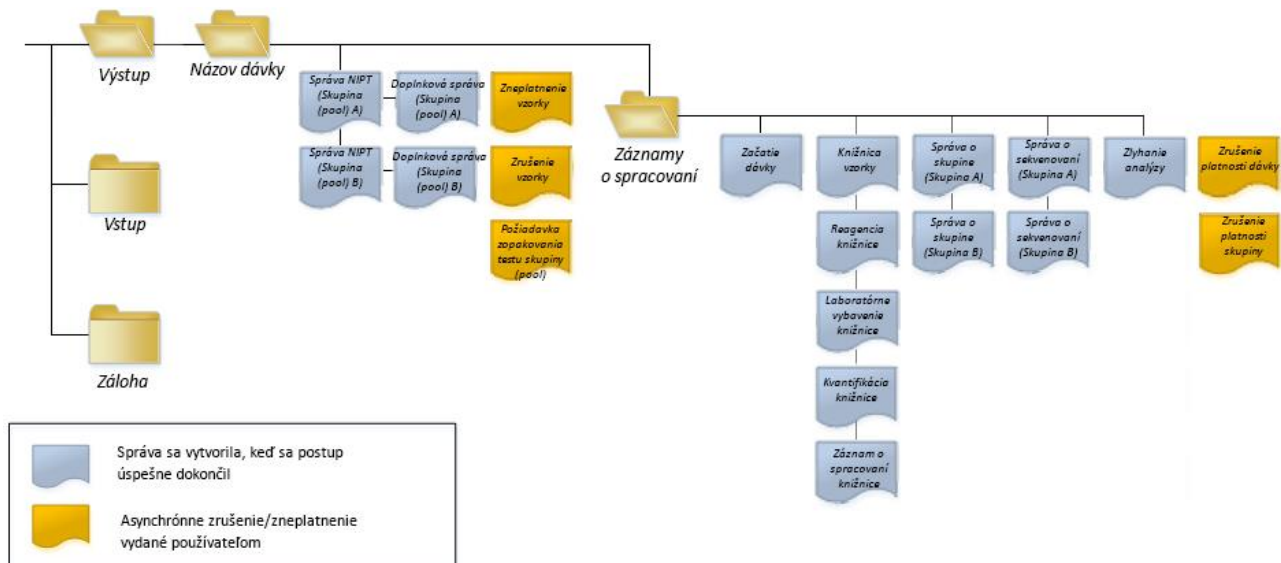 Výstup
Názov dávky
Správa NIPT
(Skupina
(pool) A)
Doplnková správa
(Skupina
(pool) A)
Zneplatnenie
vzorky
Správa NIPT
(Skupina
(pool) B)
Doplnková správa
(Skupina
(pool) B)
Zrušenie
vzorky
Požiadavka
zopakovania
testu skupiny
(pool)
Vstup
Záloha
Záznamy
o spracovaní
Začatie
dávky
Knižnica
vzorky
Správa o
skupine
(Skupina A)
Správa o
sekvenovaní
(Skupina A)
Zlyhanie
analýzy
Zrušenie
platnosti dávky
Reagencia
knižnice
Správa o
skupine
(Skupina B)
Správa o
sekvenovaní
(Skupina B)
Zrušenie
platnosti
skupiny
Laboratórne
vybavenie
knižnice
Kvantifikácia
knižnice
Záznam o
spracovaní
knižnice
Správa sa vytvorila, keď sa postup
úspešne dokončil
Asynchrónne zrušenie/zneplatnenie
vydané používateľom